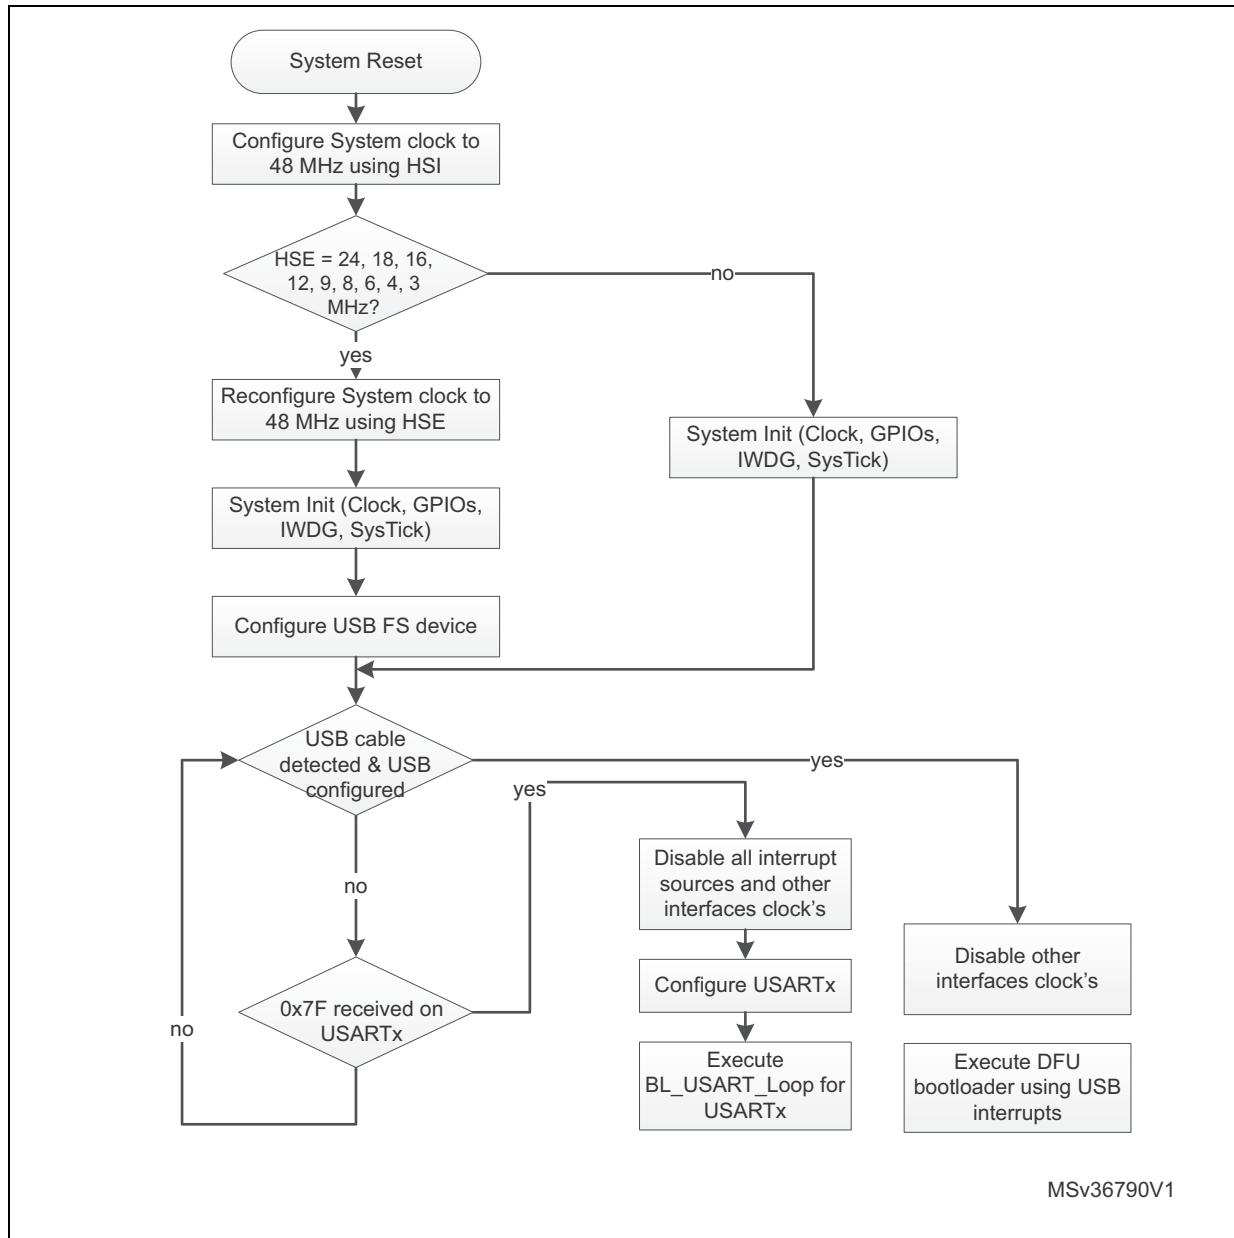 System Reset
Configure System clock to
48 MHz using HSI
HSE = 24, 18, 16,
12, 9, 8, 6, 4, 3
MHz?
no
yes
Reconfigure System clock to
48 MHz using HSE
System Init (Clock, GPIOs,
IWDG, SysTick)
System Init (Clock, GPIOs,
IWDG, SysTick)
Configure USB FS device
USB cable
detected & USB
configured
yes
yes
no
Disable all interrupt
sources and other
interfaces clock's
Disable other
interfaces clock's
Configure USARTx
0x7F received on
USARTx
no
Execute
BL_USART_Loop for
USARTx
Execute DFU
bootloader using USB
interrupts
MSv36790V1